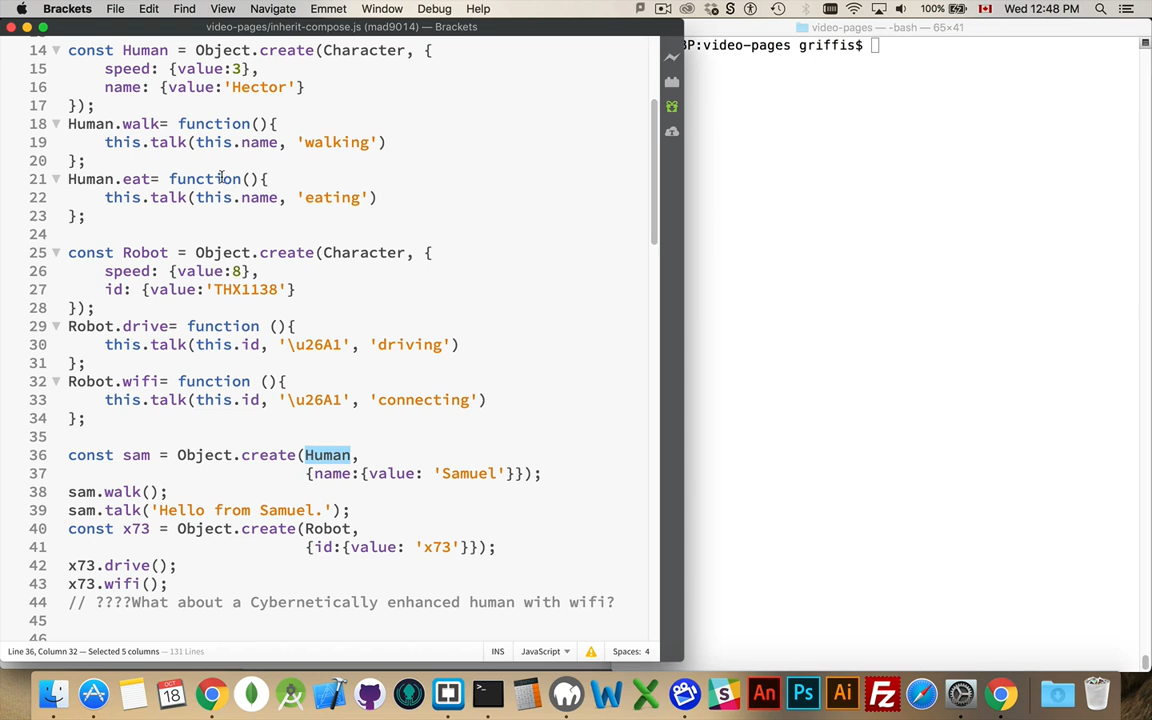 Brackets File Edit Find View Navigate Emmet Window Debug Help 100% Wed 12:48 PM
video-pages/inherit-compose.js (mad9014) — Brackets
video-pages — -bash — 65×41
P:video-pages griffis$
14 const Human = Object.create(Character, {
15 speed: {value:3},
16 name: {value:'Hector'}
17 });
18 Human.walk= function(){
19 this.talk(this.name, 'walking')
20 };
21 Human.eat= function(){
22 this.talk(this.name, 'eating')
23 };
24
25 const Robot = Object.create(Character, {
26 speed: {value:8},
27 id: {value:'THX1138'}
28 });
29 Robot.drive= function (){
30 this.talk(this.id, '\u26A1', 'driving')
31 };
32 Robot.wifi= function (){
33 this.talk(this.id, '\u26A1', 'connecting')
34 };
35
36 const sam = Object.create(Human,
37 {name:{value: 'Samuel'}});
38 sam.walk();
39 sam.talk('Hello from Samuel.');
40 const x73 = Object.create(Robot,
41 {id:{value: 'x73'}});
42 x73.drive();
43 x73.wifi();
44 // ????What about a Cybernetically enhanced human with wifi?
45
46
Line 36, Column 32 — Selected 5 columns — 131 Lines INS JavaScript Spaces: 4
OCT
18
An Ps Ai Fz